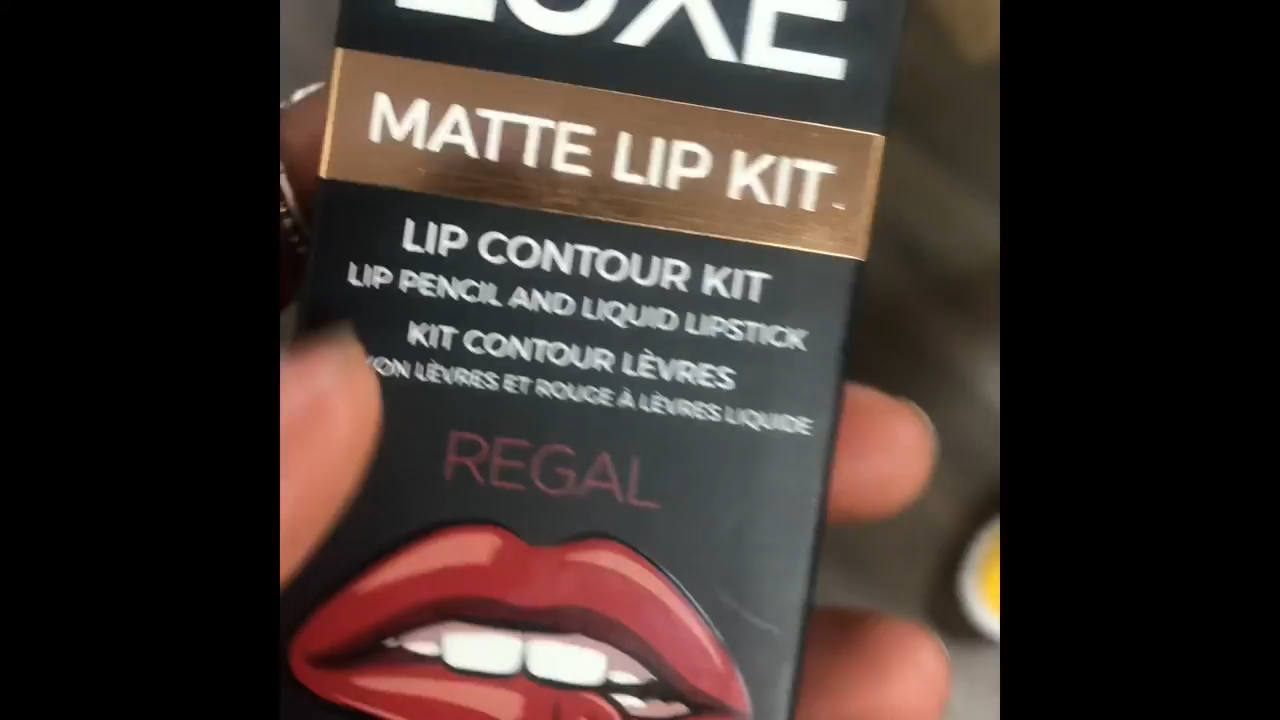 LUXE
MATTE LIP KIT
LIP CONTOUR KIT
LIP PENCIL AND LIQUID LIPSTICK
KIT CONTOUR LÈVRES
LÈVRES ET ROUGE À LÈVRES LIQUIDE
REGAL